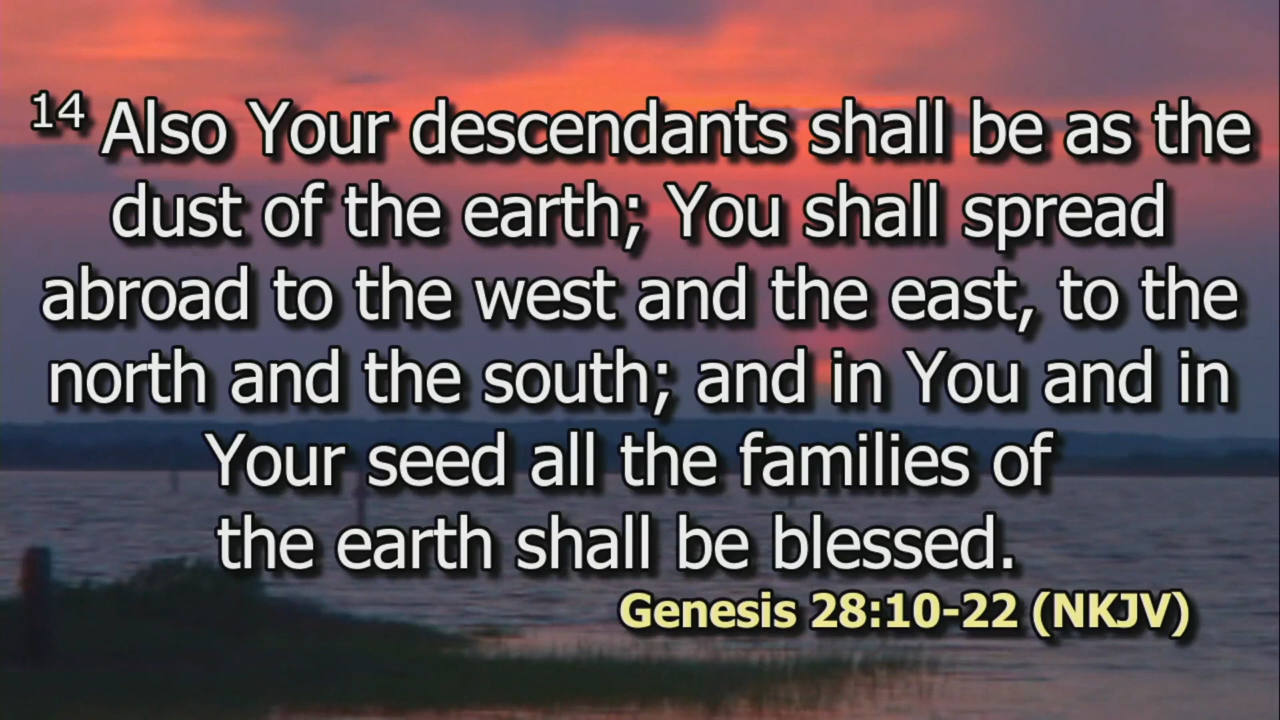 14 Also Your descendants shall be as the
dust of the earth; You shall spread
abroad to the west and the east, to the
north and the south; and in You and in
Your seed all the families of
the earth shall be blessed.
Genesis 28:10-22 (NKJV)